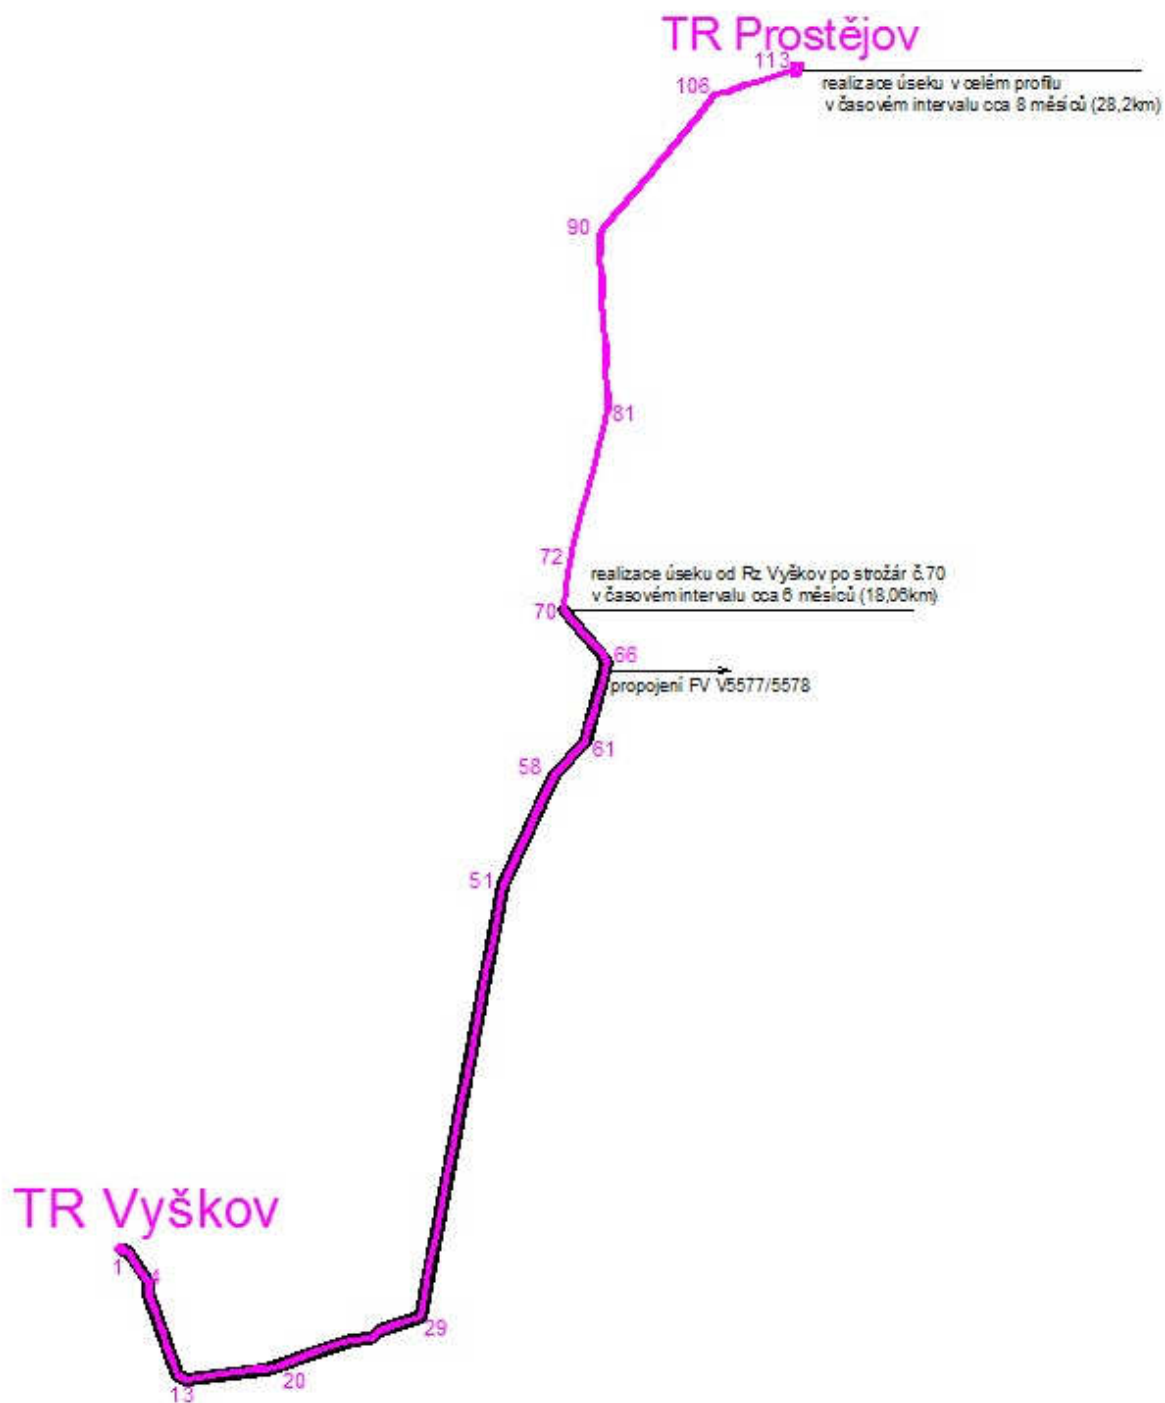 TR Prostějov
113
106
realizace úseku v celém profilu
v časovém intervalu cca 8 měsíců (28,2km)
90
81
72
realizace úseku od Rz Vyškov po strožár č.70
v časovém intervalu cca 6 měsíců (18,06km)
70
66
propojení FV V5577/5578
61
58
51
TR Vyškov
1
4
29
20
13